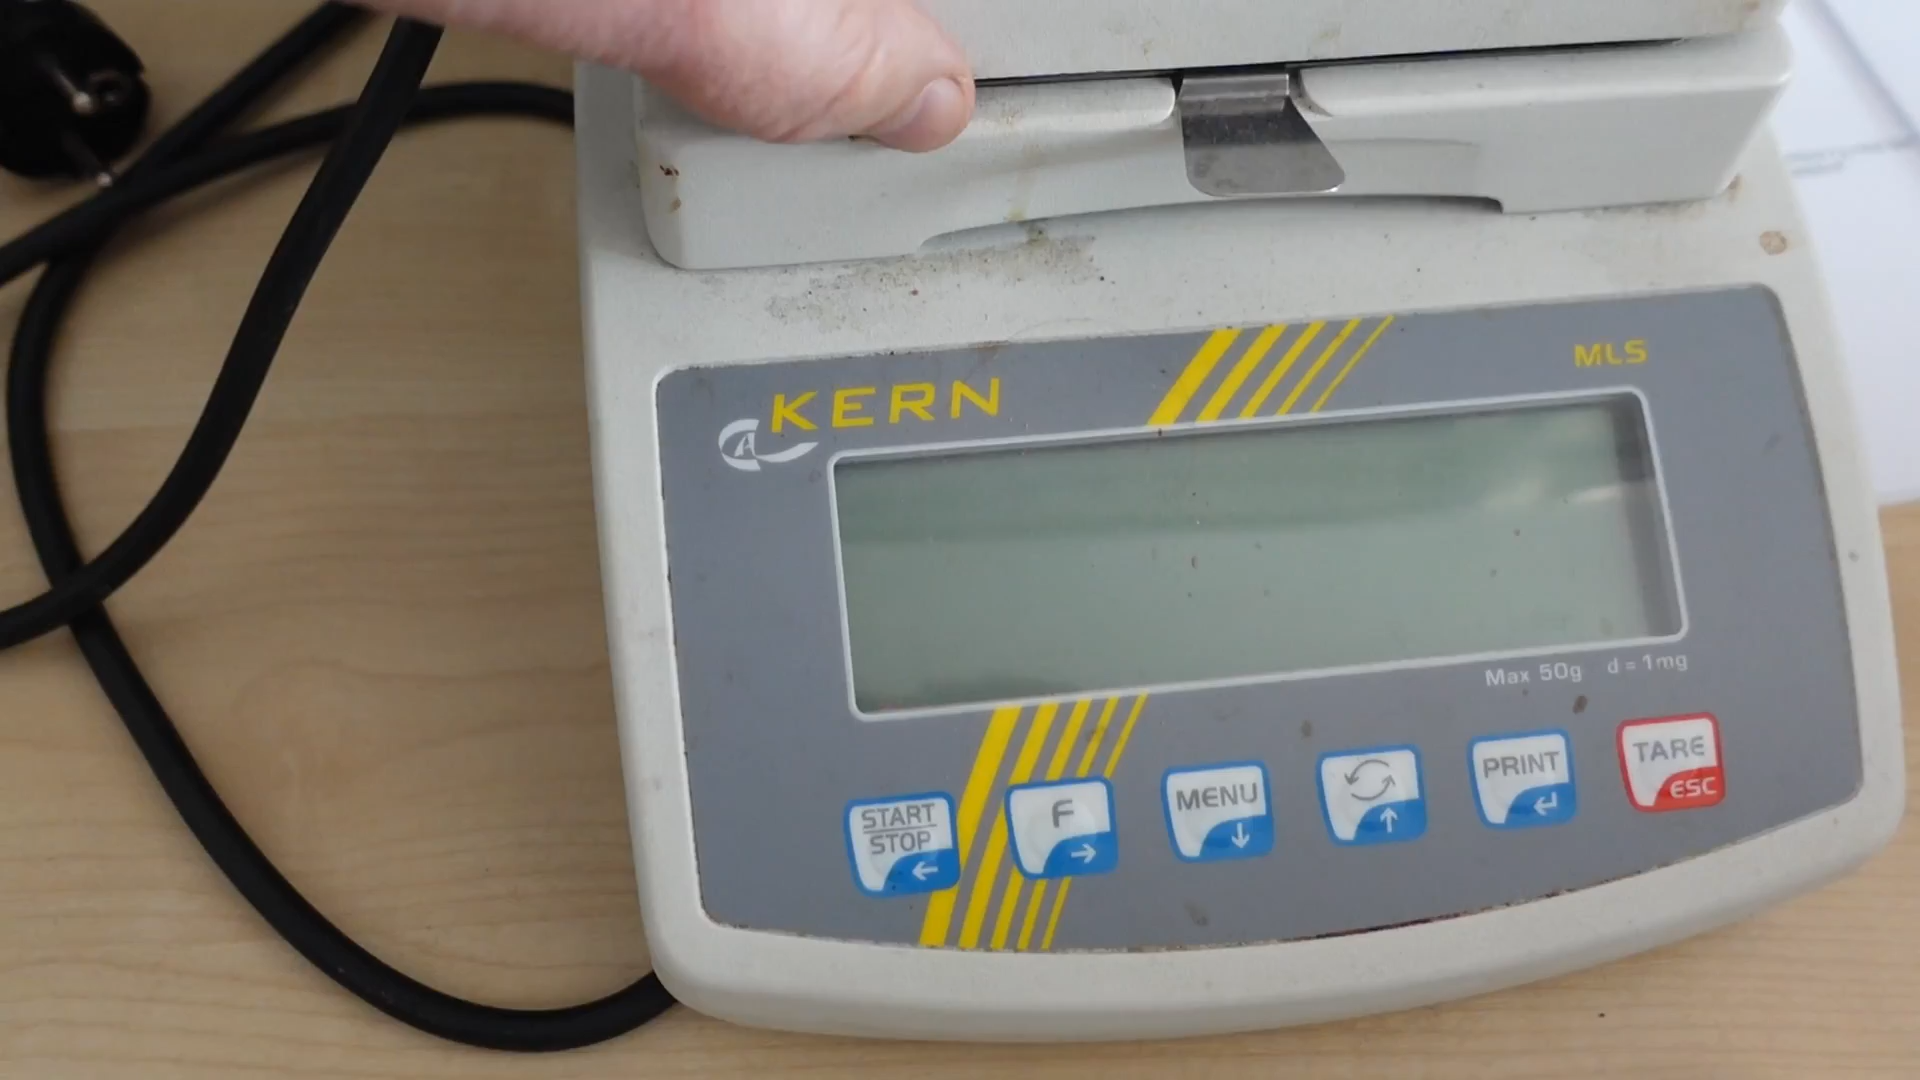 KERN
MLS
Max 50g d = 1mg
START
STOP
F
MENU
PRINT
TARE
ESC